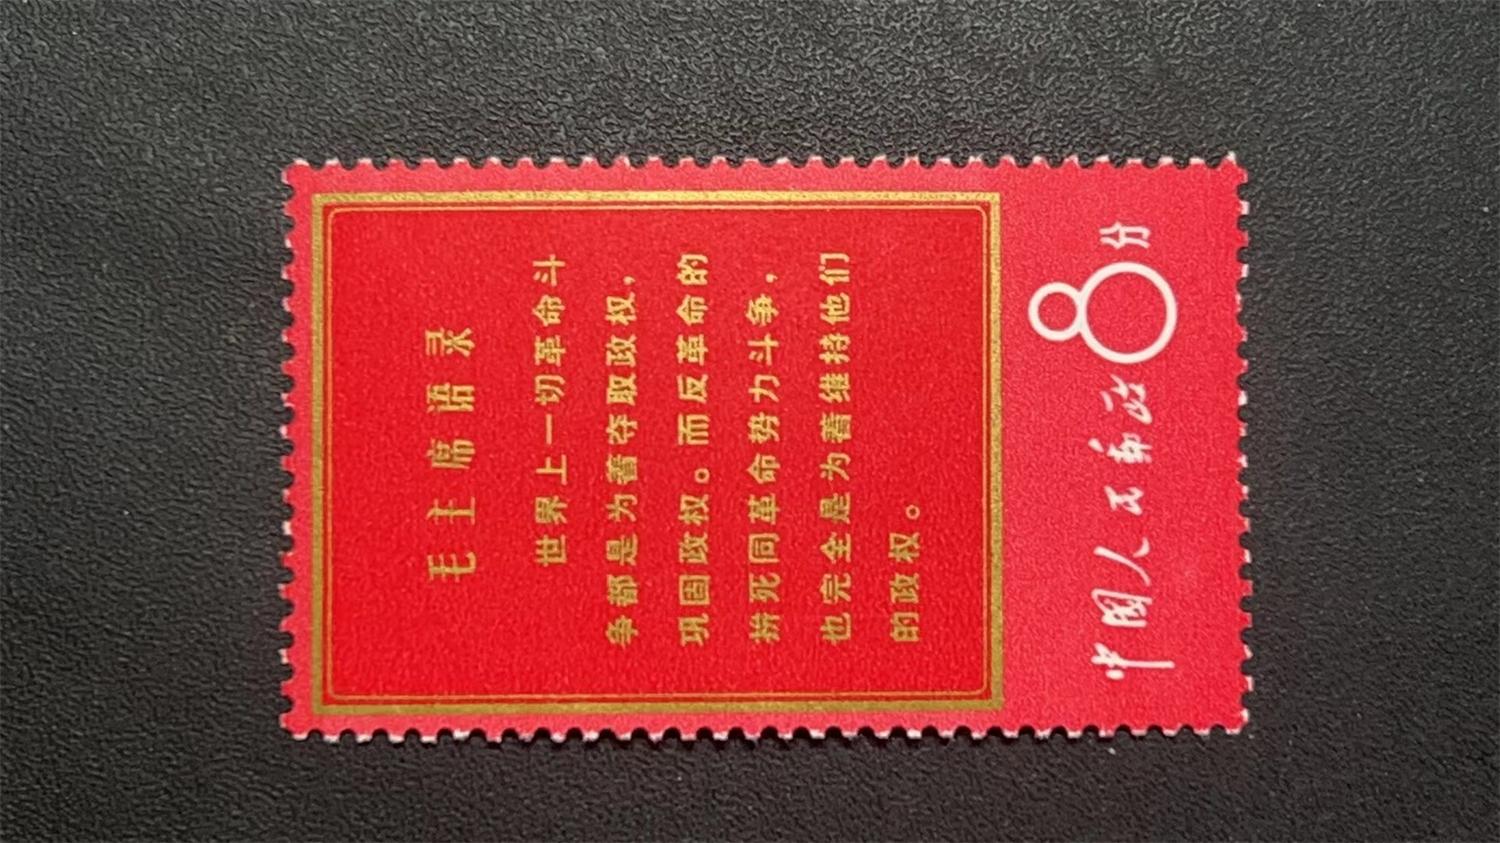 毛主席语录
世界上一切革命斗
争都是为着夺取政权，
巩固政权。而反革命的
拚死同革命势力斗争，
也完全是为着维持他们
的政权。
中国人民邮政
8分